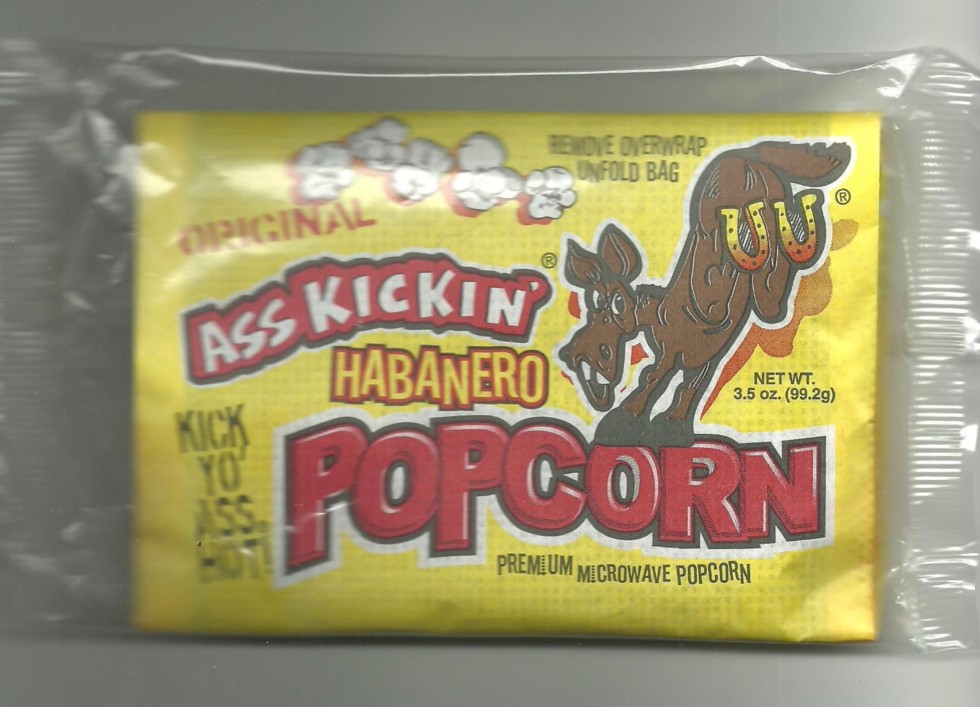 REMOVE OVERWRAP
UNFOLD BAG
ORIGINAL
ASS KICKIN'®
®
HABANERO
NET WT.
3.5 oz. (99.2g)
KICK
YO
ASS
HOT!
POPCORN
PREMIUM MICROWAVE POPCORN